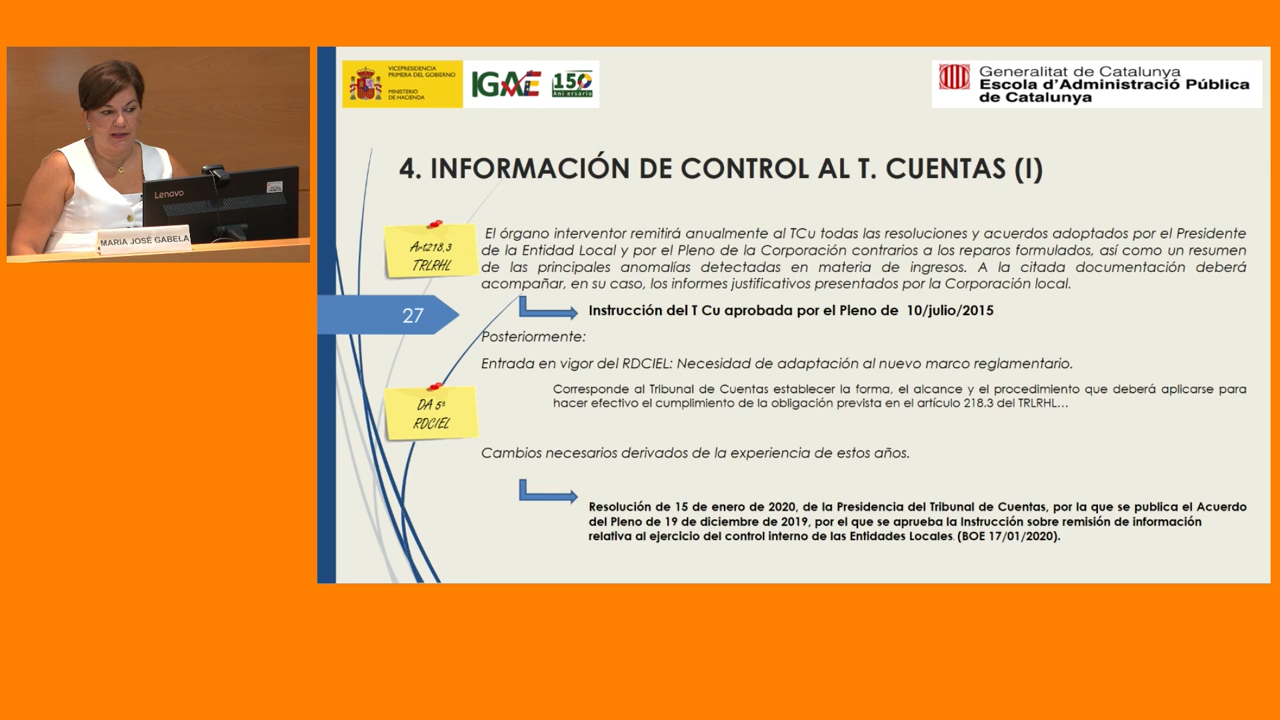 VICEPRESIDENCIA
PRIMERA DEL GOBIERNO
MINISTERIO
DE HACIENDA
IGAE
150
Aniversario
Generalitat de Catalunya
Escola d'Administració Pública
de Catalunya
Lenovo
MARIA JOSÉ GABELA
4. INFORMACIÓN DE CONTROL AL T. CUENTAS (I)
Art218,3
TRLRHL
El órgano interventor remitirá anualmente al TCu todas las resoluciones y acuerdos adoptados por el Presidente
de la Entidad Local y por el Pleno de la Corporación contrarios a los reparos formulados, así como un resumen
de las principales anomalías detectadas en materia de ingresos. A la citada documentación deberá
acompañar, en su caso, los informes justificativos presentados por la Corporación local.
27
Instrucción del T Cu aprobada por el Pleno de 10/julio/2015
Posteriormente:
Entrada en vigor del RDCIEL: Necesidad de adaptación al nuevo marco reglamentario.
DA 5ª
RDCIEL
Corresponde al Tribunal de Cuentas establecer la forma, el alcance y el procedimiento que deberá aplicarse para
hacer efectivo el cumplimiento de la obligación prevista en el artículo 218.3 del TRLRHL...
Cambios necesarios derivados de la experiencia de estos años.
Resolución de 15 de enero de 2020, de la Presidencia del Tribunal de Cuentas, por la que se publica el Acuerdo
del Pleno de 19 de diciembre de 2019, por el que se aprueba la Instrucción sobre remisión de información
relativa al ejercicio del control interno de las Entidades Locales. (BOE 17/01/2020).